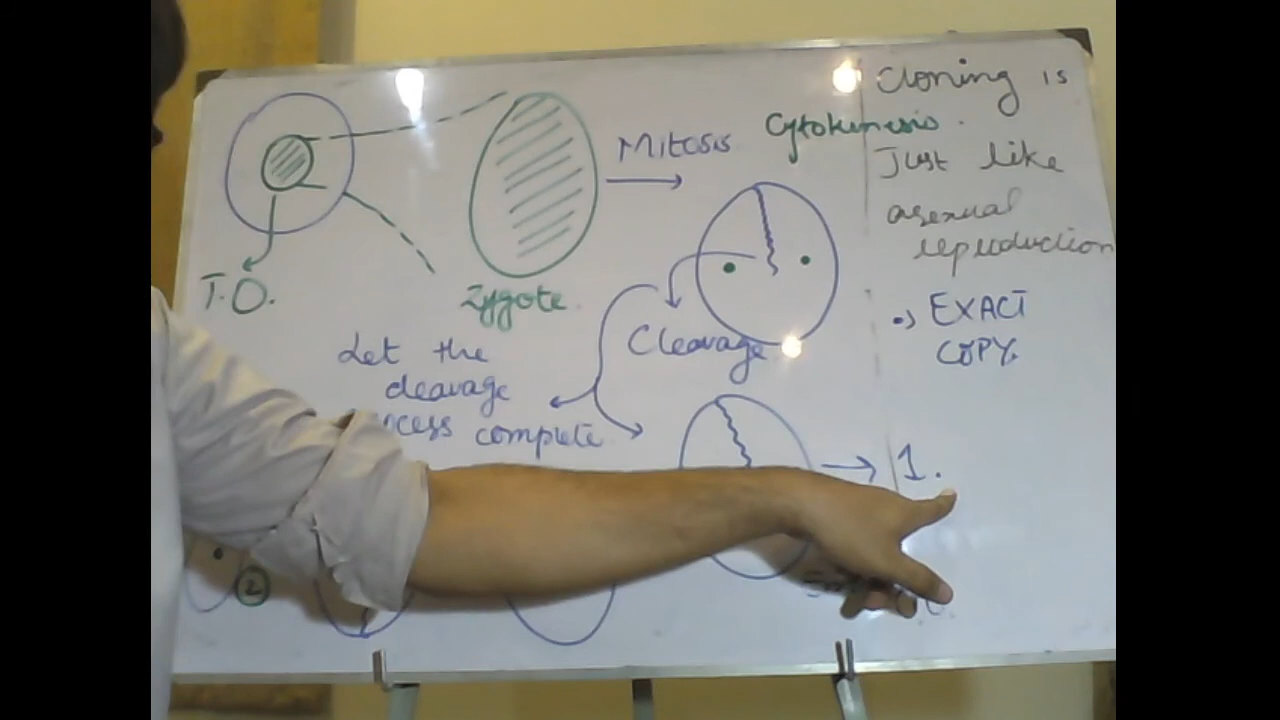 Cloning is
Cytokinesis.
Just like
asexual
reproduction
•) EXACT
COPY.
Mitosis
T.O.
Zygote.
Cleavage
Let the
cleavage
complete
1.
2